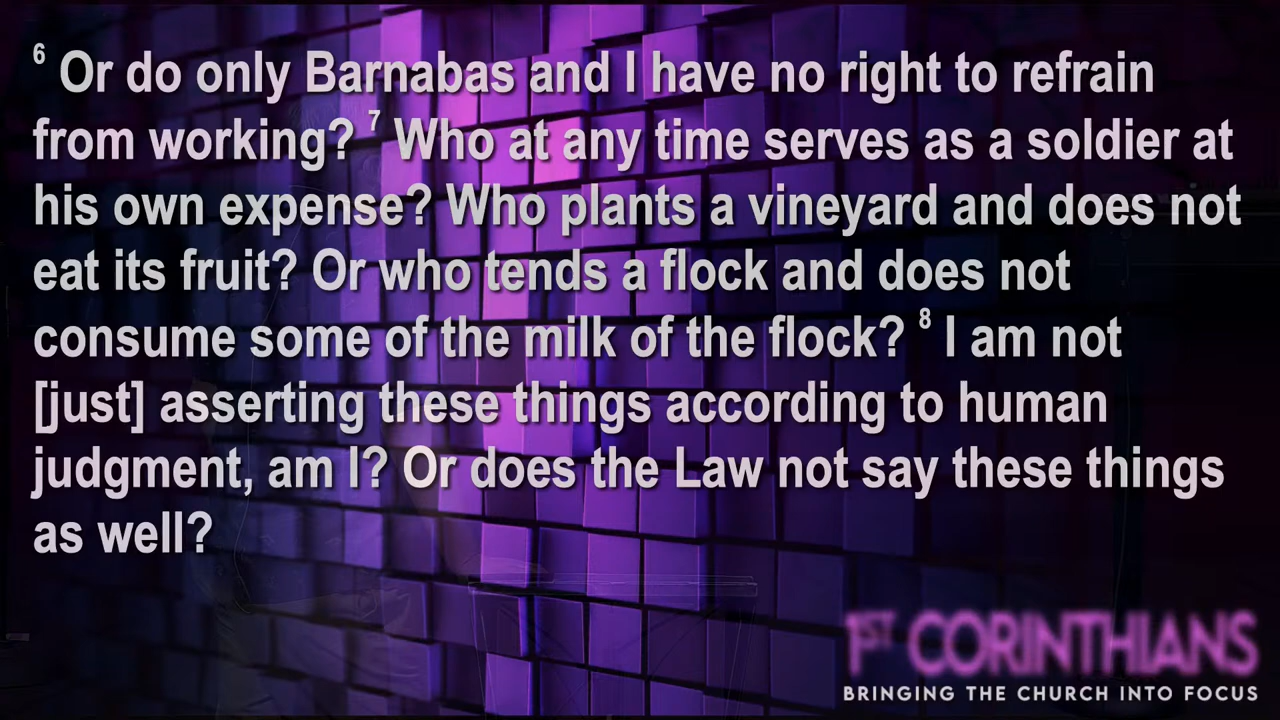 6 Or do only Barnabas and I have no right to refrain
from working? 7 Who at any time serves as a soldier at
his own expense? Who plants a vineyard and does not
eat its fruit? Or who tends a flock and does not
consume some of the milk of the flock? 8 I am not
[just] asserting these things according to human
judgment, am I? Or does the Law not say these things
as well?
1ST CORINTHIANS
BRINGING THE CHURCH INTO FOCUS